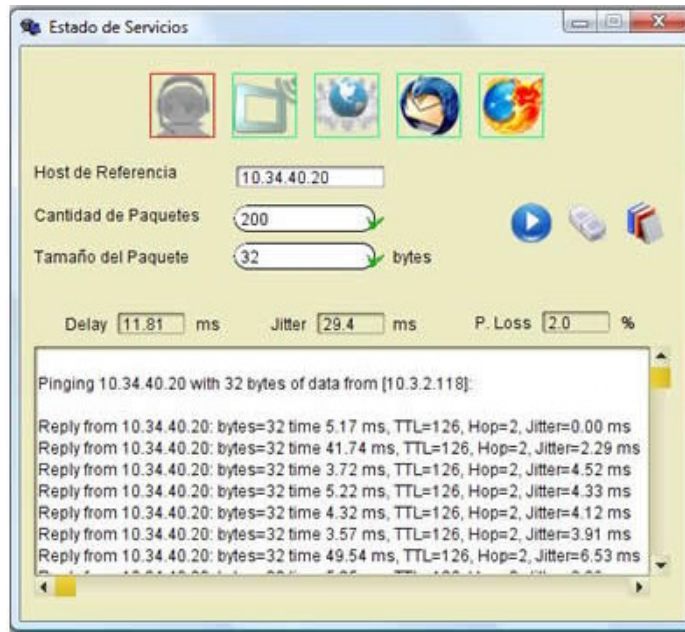 Estado de Servicios
Host de Referencia 10.34.40.20
Cantidad de Paquetes 200
Tamaño del Paquete 32 bytes
Delay 11.81 ms Jitter 29.4 ms P. Loss 2.0 %
Pinging 10.34.40.20 with 32 bytes of data from [10.3.2.118]:
Reply from 10.34.40.20: bytes=32 time 5.17 ms, TTL=126, Hop=2, Jitter=0.00 ms
Reply from 10.34.40.20: bytes=32 time 41.74 ms, TTL=126, Hop=2, Jitter=2.29 ms
Reply from 10.34.40.20: bytes=32 time 3.72 ms, TTL=126, Hop=2, Jitter=4.52 ms
Reply from 10.34.40.20: bytes=32 time 5.22 ms, TTL=126, Hop=2, Jitter=4.33 ms
Reply from 10.34.40.20: bytes=32 time 4.32 ms, TTL=126, Hop=2, Jitter=4.12 ms
Reply from 10.34.40.20: bytes=32 time 3.57 ms, TTL=126, Hop=2, Jitter=3.91 ms
Reply from 10.34.40.20: bytes=32 time 49.54 ms, TTL=126, Hop=2, Jitter=6.53 ms